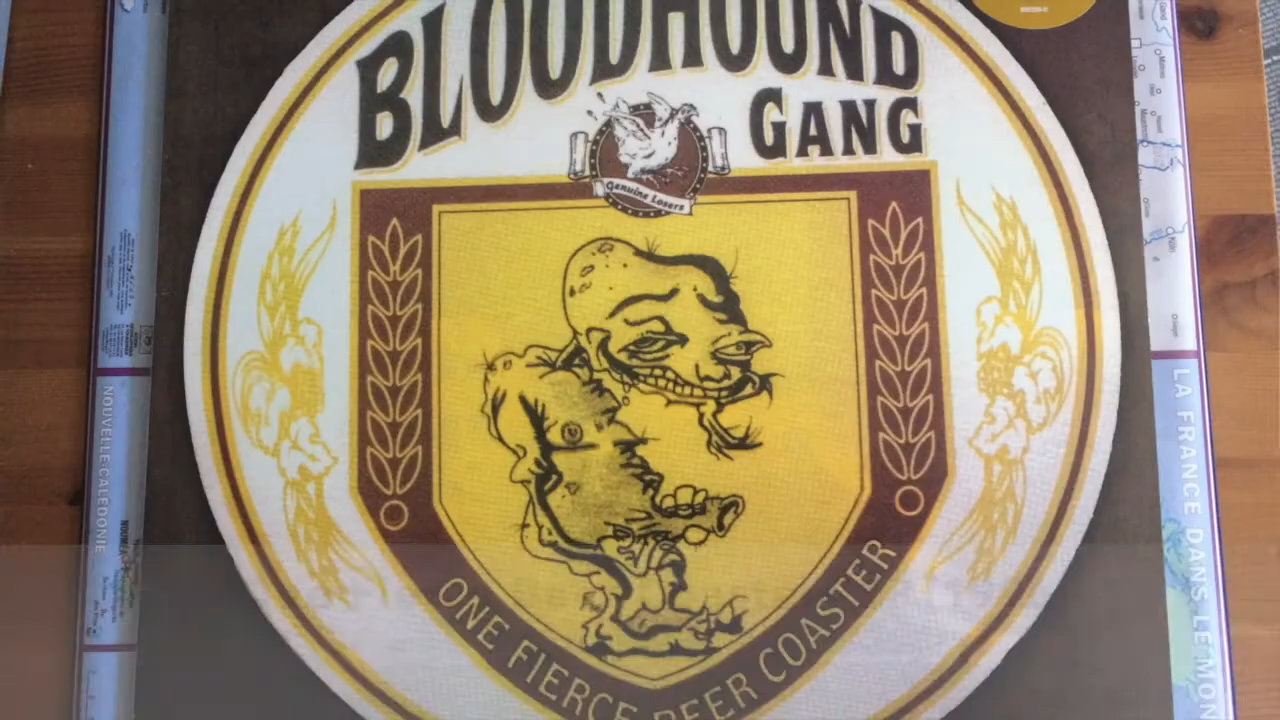 BLOODHOUND
GANG
Genuine Losers
ONE FIERCE BEER COASTER
NOUVELLE-CALEDONIE
LA FRANCE DANS LE MON